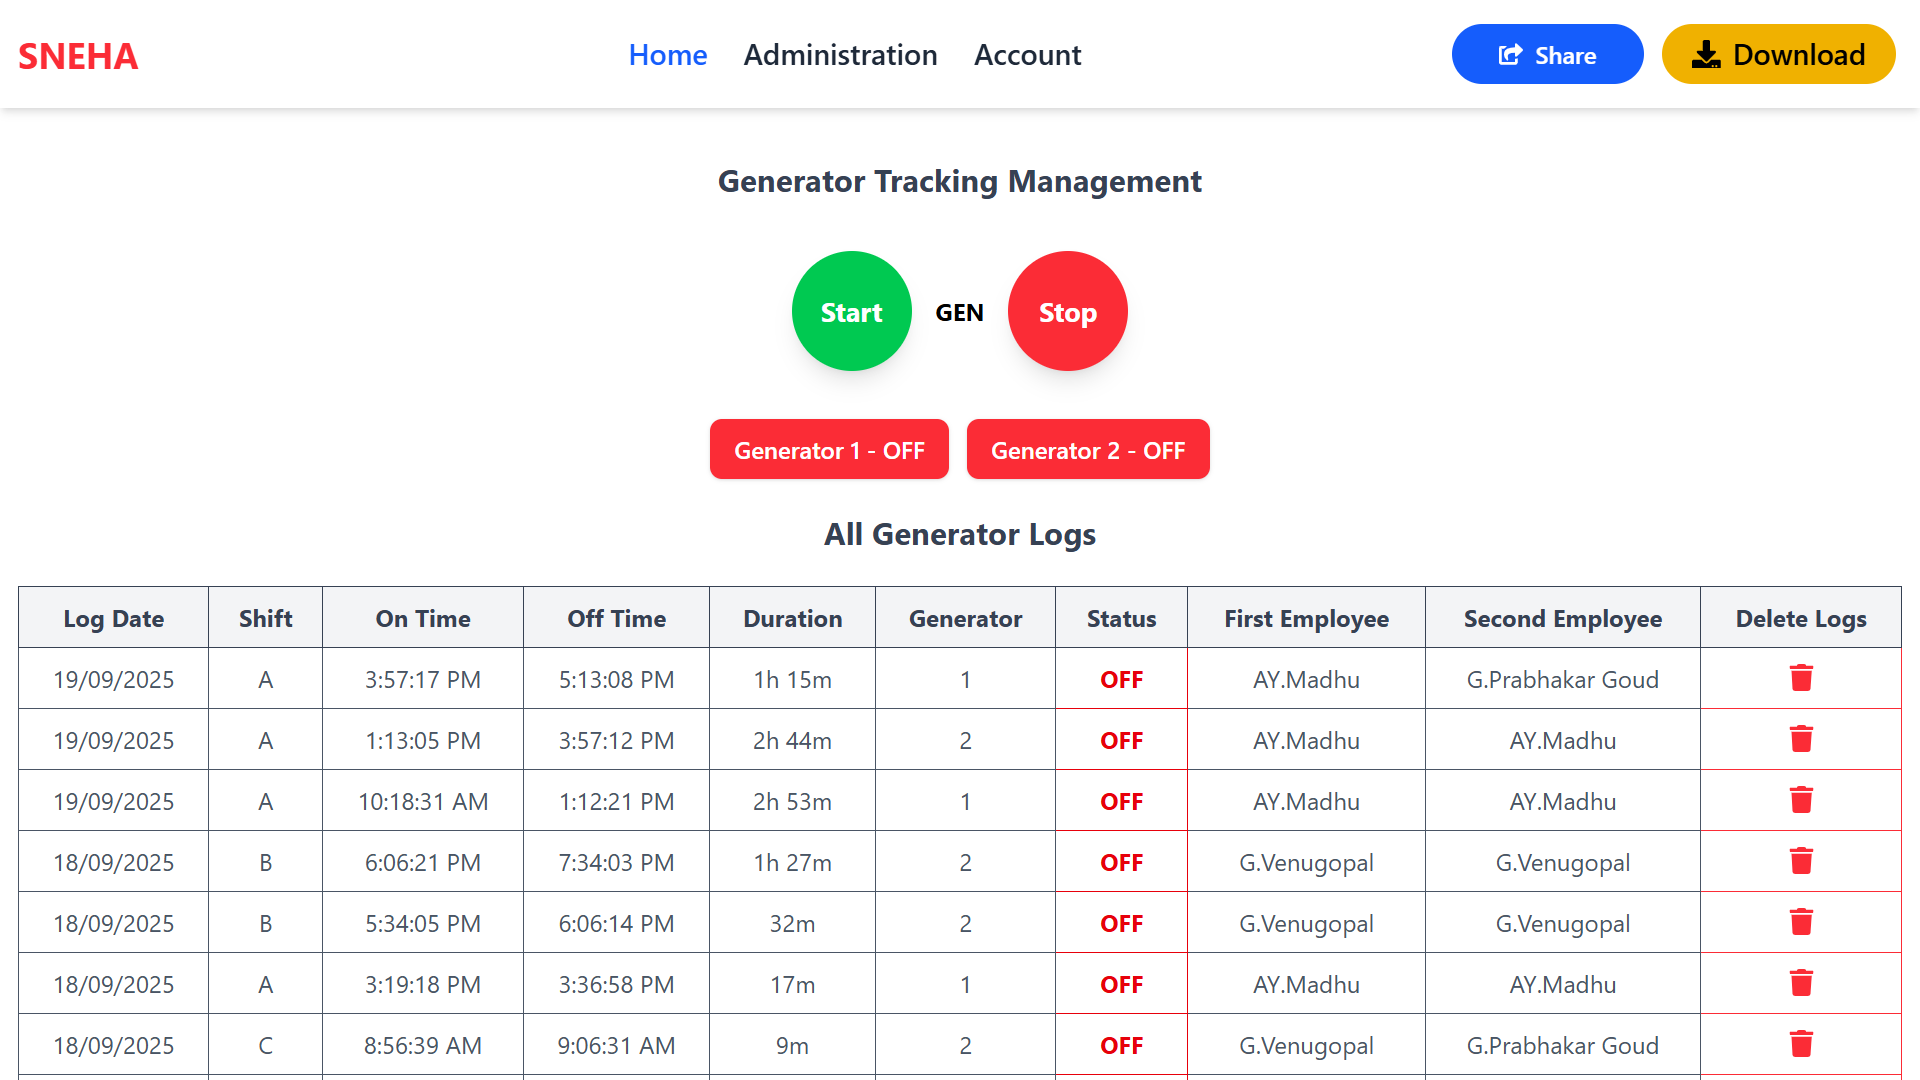 SNEHA Home Administration Account Share Download
Generator Tracking Management
Start GEN Stop
Generator 1 - OFF Generator 2 - OFF
All Generator Logs
Log Date Shift On Time Off Time Duration Generator Status First Employee Second Employee Delete Logs
19/09/2025 A 3:57:17 PM 5:13:08 PM 1h 15m 1 OFF AY.Madhu G.Prabhakar Goud
19/09/2025 A 1:13:05 PM 3:57:12 PM 2h 44m 2 OFF AY.Madhu AY.Madhu
19/09/2025 A 10:18:31 AM 1:12:21 PM 2h 53m 1 OFF AY.Madhu AY.Madhu
18/09/2025 B 6:06:21 PM 7:34:03 PM 1h 27m 2 OFF G.Venugopal G.Venugopal
18/09/2025 B 5:34:05 PM 6:06:14 PM 32m 2 OFF G.Venugopal G.Venugopal
18/09/2025 A 3:19:18 PM 3:36:58 PM 17m 1 OFF AY.Madhu AY.Madhu
18/09/2025 C 8:56:39 AM 9:06:31 AM 9m 2 OFF G.Venugopal G.Prabhakar Goud